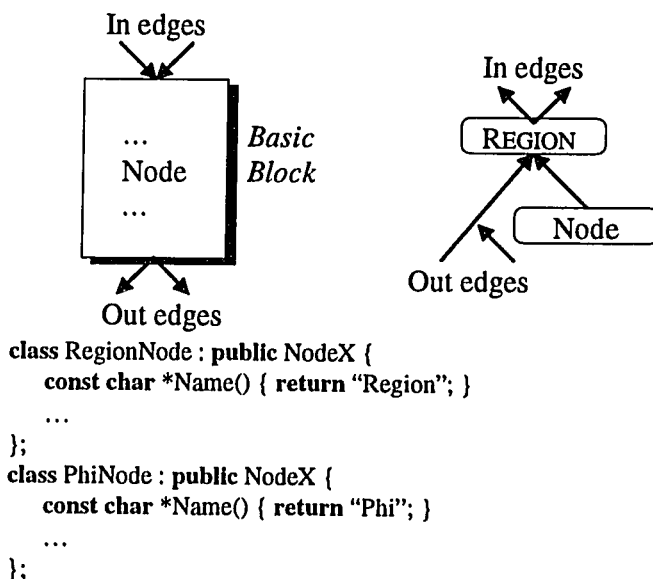 In edges
...
Node
...
Basic
Block
Out edges
In edges
REGION
Node
Out edges
class RegionNode : public NodeX {
const char *Name() { return “Region”; }
...
};
class PhiNode : public NodeX {
const char *Name() { return “Phi”; }
...
};